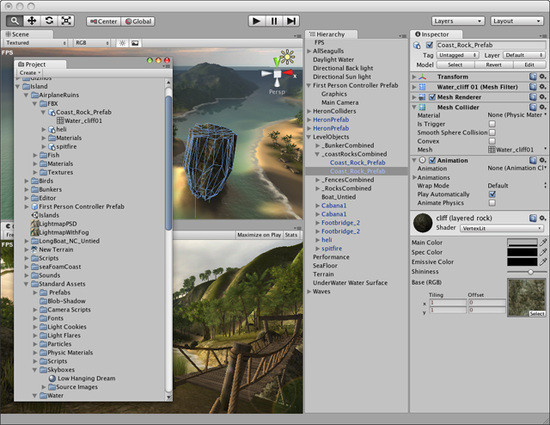 Center
Global
Layers
Layout
Scene
Textured
RGB
FPS
Persp
Project
Create
Gizmos
Island
AirplaneRuins
FBX
Coast_Rock_Prefab
Water_cliff01
heli
Materials
spitfire
Fish
Materials
Textures
Birds
Bunkers
Editor
First Person Controller Prefab
Islands
LightmapPSD
LightmapWithFog
LongBoat_NC_Untied
New Terrain
Scripts
seaFoamCoast
Sounds
Standard Assets
Prefabs
Blob-Shadow
Camera Scripts
Fonts
Light Cookies
Light Flares
Particles
Physic Materials
Scripts
Skyboxes
Low Hanging Dream
Source Images
Water
Maximize on Play
Stats
Hierarchy
FPS
AllSeagulls
Daylight Water
Directional Back light
Directional Sun light
First Person Controller Prefab
Graphics
Main Camera
HeronColliders
HeronPrefab
HeronPrefab
LevelObjects
_BunkerCombined
_coastRocksCombined
Coast_Rock_Prefab
Coast_Rock_Prefab
_FencesCombined
_RocksCombined
Boat_Untied
Cabana1
Cabana1
Footbridge_2
Footbridge_2
heli
spitfire
Performance
SeaFloor
Terrain
UnderWater Water Surface
Waves
Inspector
Coast_Rock_Prefab
Tag Untagged Layer Default
Model Select Revert Edit
Transform
Water_cliff 01 (Mesh Filter)
Mesh Renderer
Mesh Collider
Material None (Physic Mater
Is Trigger
Smooth Sphere Collision
Convex
Mesh Water_cliff01
Animation
Animation None (Animation Cl
Animations
Wrap Mode Default
Play Automatically
Animate Physics
cliff (layered rock)
Shader VertexLit
Main Color
Spec Color
Emissive Color
Shininess
Base (RGB)
Tiling Offset
x 1 0
y 1 0
Select